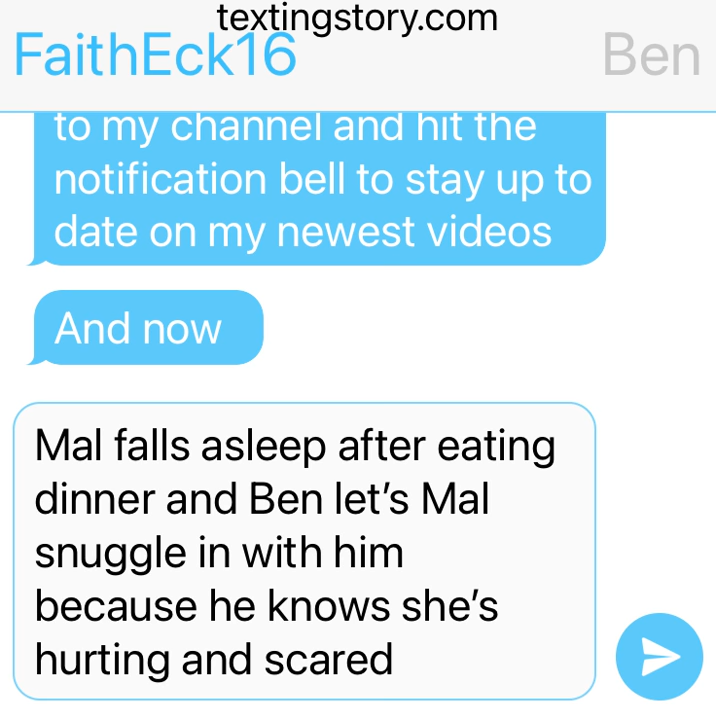 textingstory.com
FaithEck16
Ben
to my channel and hit the
notification bell to stay up to
date on my newest videos
And now
Mal falls asleep after eating
dinner and Ben let’s Mal
snuggle in with him
because he knows she’s
hurting and scared